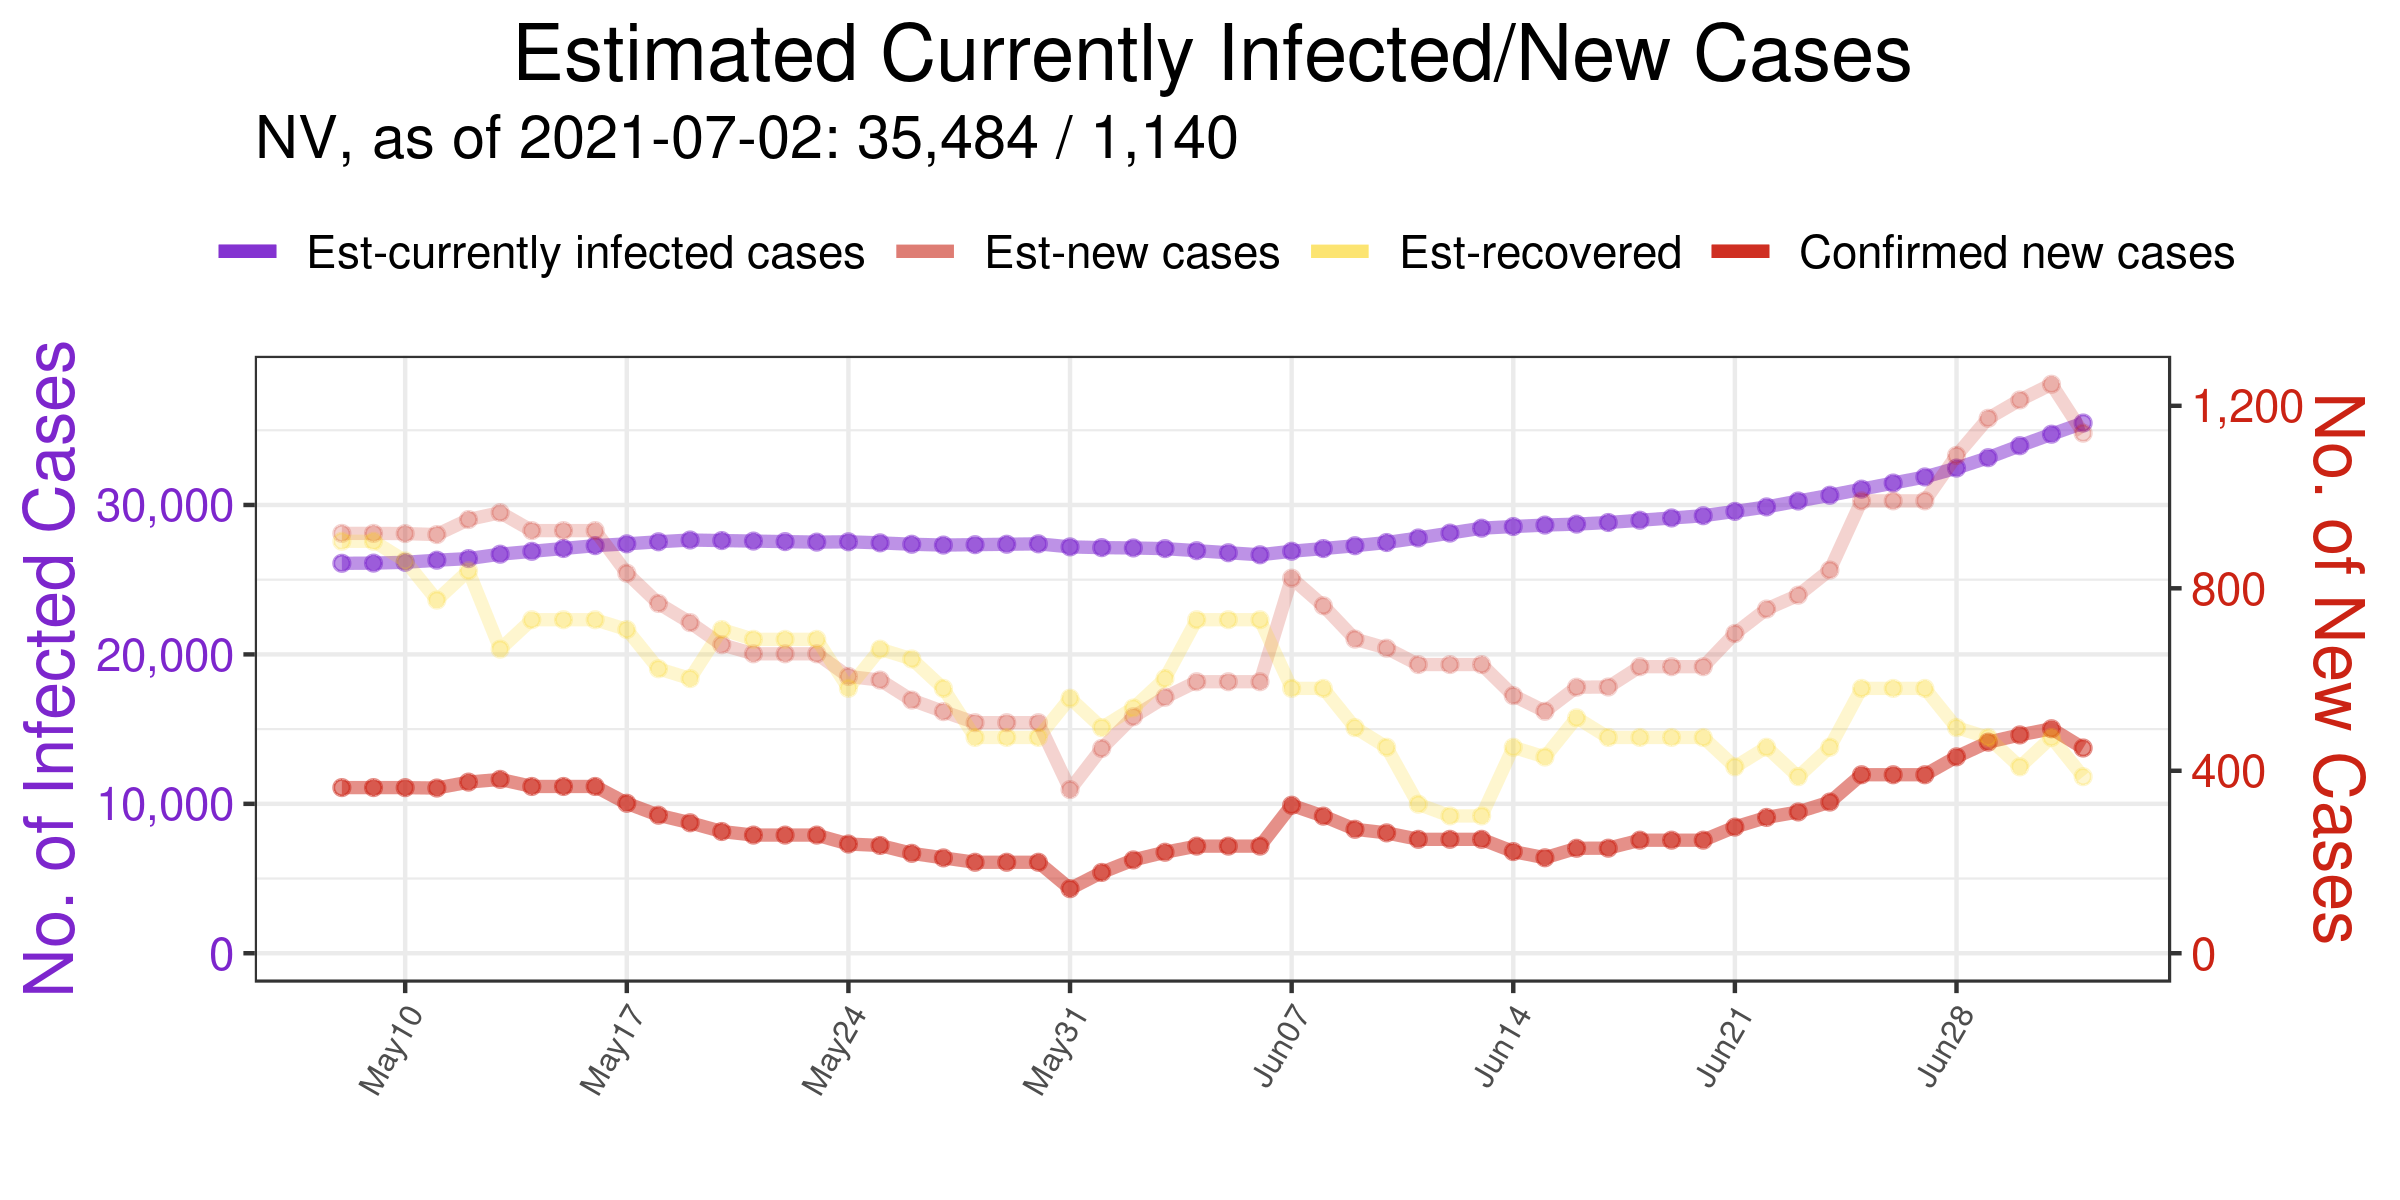 Estimated Currently Infected/New Cases
NV, as of 2021-07-02: 35,484 / 1,140
Est-currently infected cases Est-new cases Est-recovered Confirmed new cases
No. of Infected Cases
30,000
20,000
10,000
0
1,200
800
400
0
No. of New Cases
May10 May17 May24 May31 Jun07 Jun14 Jun21 Jun28